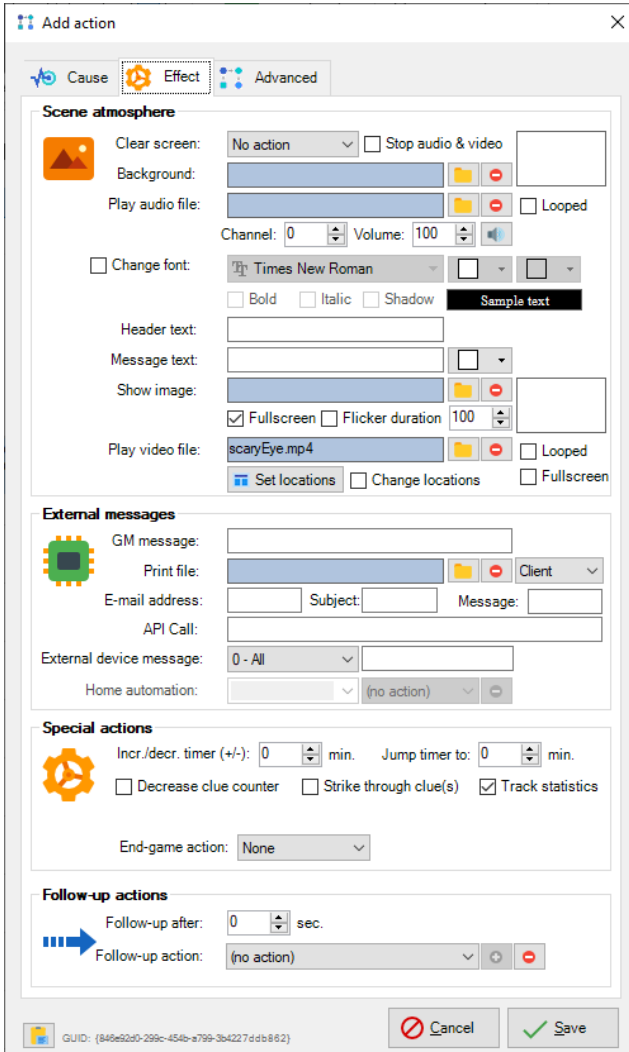 Add action
Cause Effect Advanced
Scene atmosphere
Clear screen: No action Stop audio & video
Background:
Play audio file: Looped
Channel: 0 Volume: 100
Change font: Times New Roman
Bold Italic Shadow Sample text
Header text:
Message text:
Show image:
Fullscreen Flicker duration 100
Play video file: scaryEye.mp4 Looped
Set locations Change locations Fullscreen
External messages
GM message:
Print file: Client
E-mail address: Subject: Message:
API Call:
External device message: 0 - All
Home automation: (no action)
Special actions
Incr./decr. timer (+/-): 0 min. Jump timer to: 0 min.
Decrease clue counter Strike through clue(s) Track statistics
End-game action: None
Follow-up actions
Follow-up after: 0 sec.
Follow-up action: (no action)
GUID: {846e92d0-299c-454b-a799-3b4227ddb862} Cancel Save